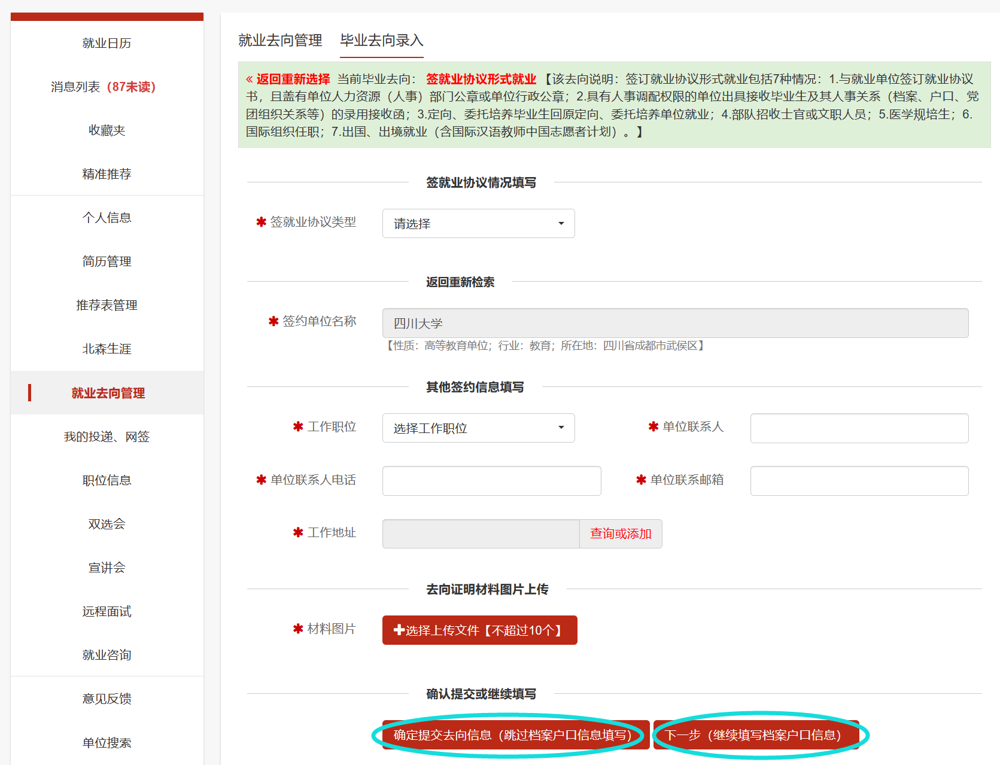 就业日历
消息列表（87未读）
收藏夹
精准推荐
个人信息
简历管理
推荐表管理
北森生涯
就业去向管理
我的投递、网签
职位信息
双选会
宣讲会
远程面试
就业咨询
意见反馈
单位搜索
就业去向管理 毕业去向录入
« 返回重新选择 当前毕业去向： 签就业协议形式就业 【该去向说明：签订就业协议形式就业包括7种情况：1.与就业单位签订就业协议
书，且盖有单位人力资源（人事）部门公章或单位行政公章；2.具有人事调配权限的单位出具接收毕业生及其人事关系（档案、户口、党
团组织关系等）的录用接收函；3.定向、委托培养毕业生回原定向、委托培养单位就业；4.部队招收士官或文职人员；5.医学规培生；6.
国际组织任职；7.出国、出境就业（含国际汉语教师中国志愿者计划）。】
签就业协议情况填写
✱ 签就业协议类型 请选择
返回重新检索
✱ 签约单位名称 四川大学
【性质：高等教育单位；行业：教育；所在地：四川省成都市武侯区】
其他签约信息填写
✱ 工作职位 选择工作职位 ✱ 单位联系人
✱ 单位联系人电话 ✱ 单位联系邮箱
✱ 工作地址 查询或添加
去向证明材料图片上传
✱ 材料图片 ✚选择上传文件【不超过10个】
确认提交或继续填写
确定提交去向信息（跳过档案户口信息填写） 下一步（继续填写档案户口信息）